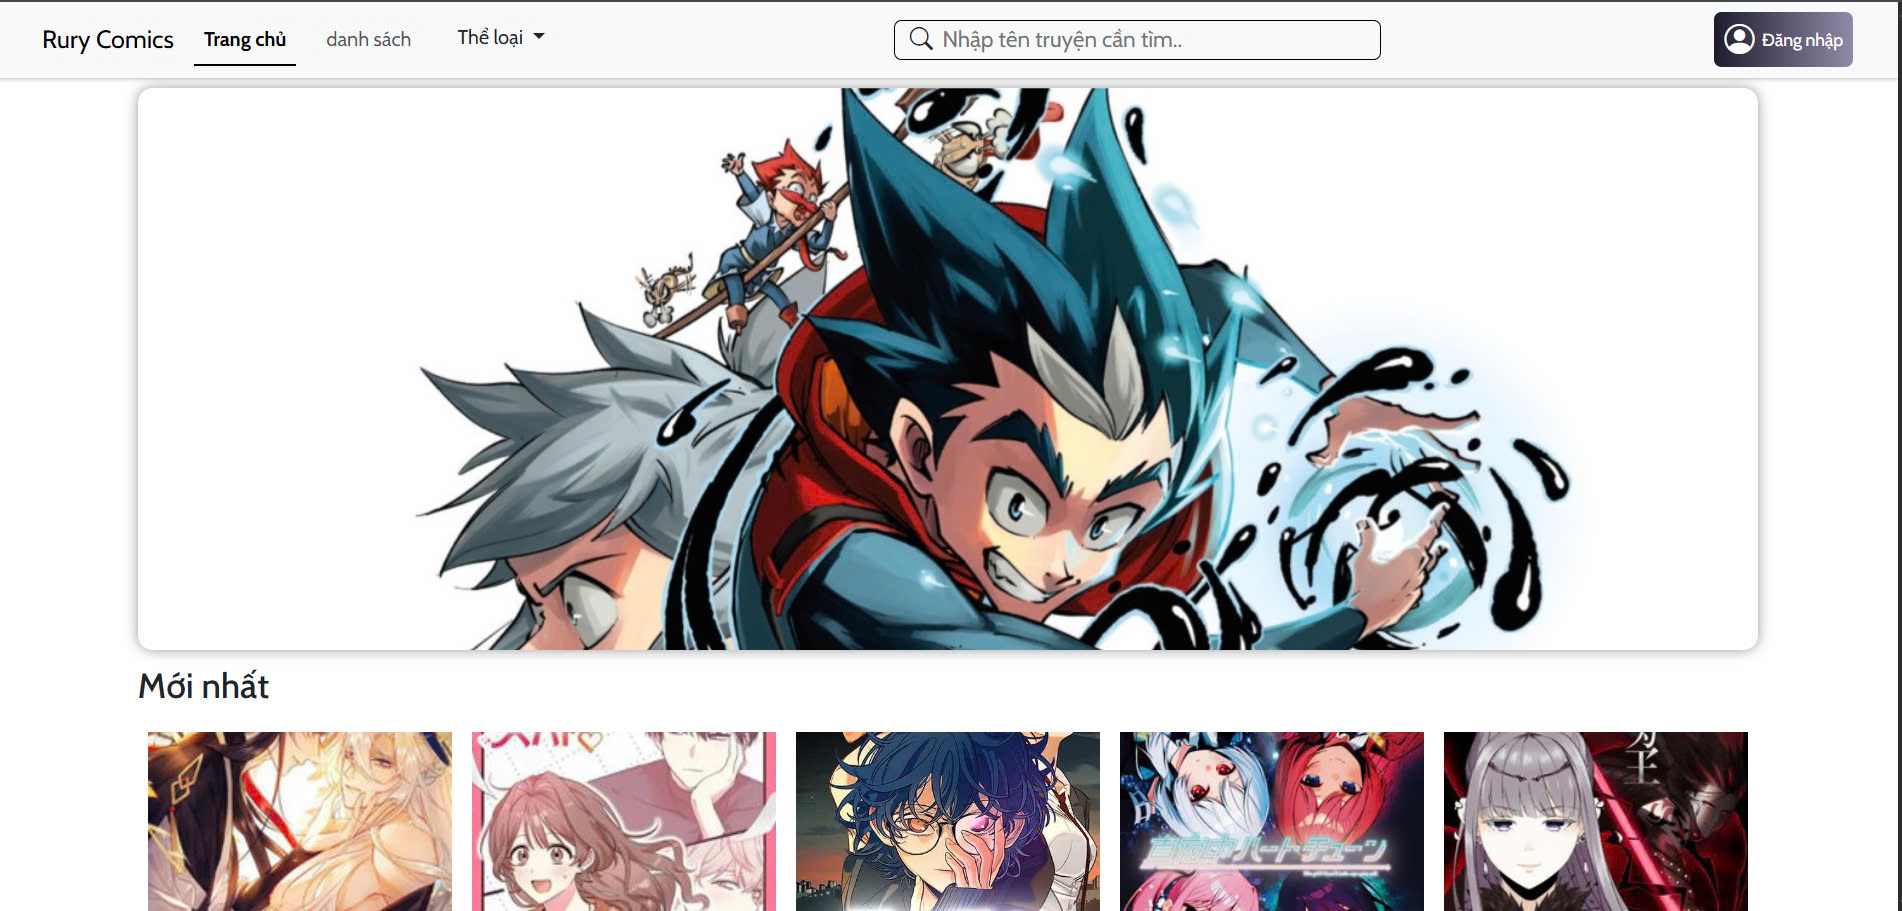 Rury Comics
Trang chủ
danh sách
Thể loại
Nhập tên truyện cần tìm..
Đăng nhập
Mới nhất